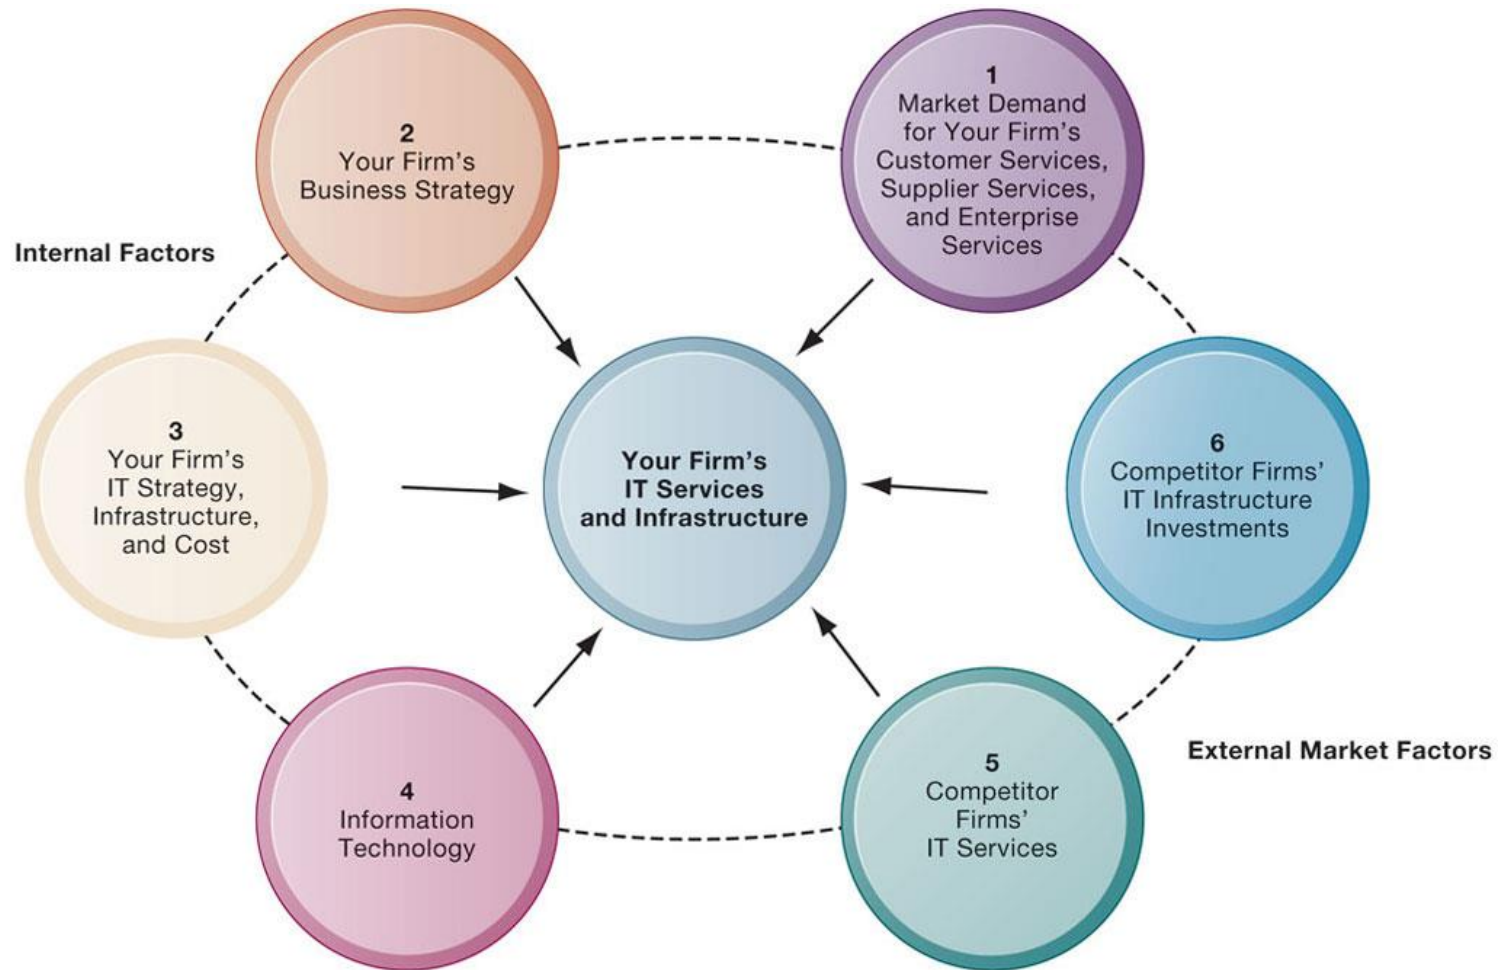 1
Market Demand
for Your Firm's
Customer Services,
Supplier Services,
and Enterprise
Services
2
Your Firm's
Business Strategy
Internal Factors
3
Your Firm's
IT Strategy,
Infrastructure,
and Cost
Your Firm's
IT Services
and Infrastructure
6
Competitor Firms'
IT Infrastructure
Investments
External Market Factors
4
Information
Technology
5
Competitor
Firms'
IT Services